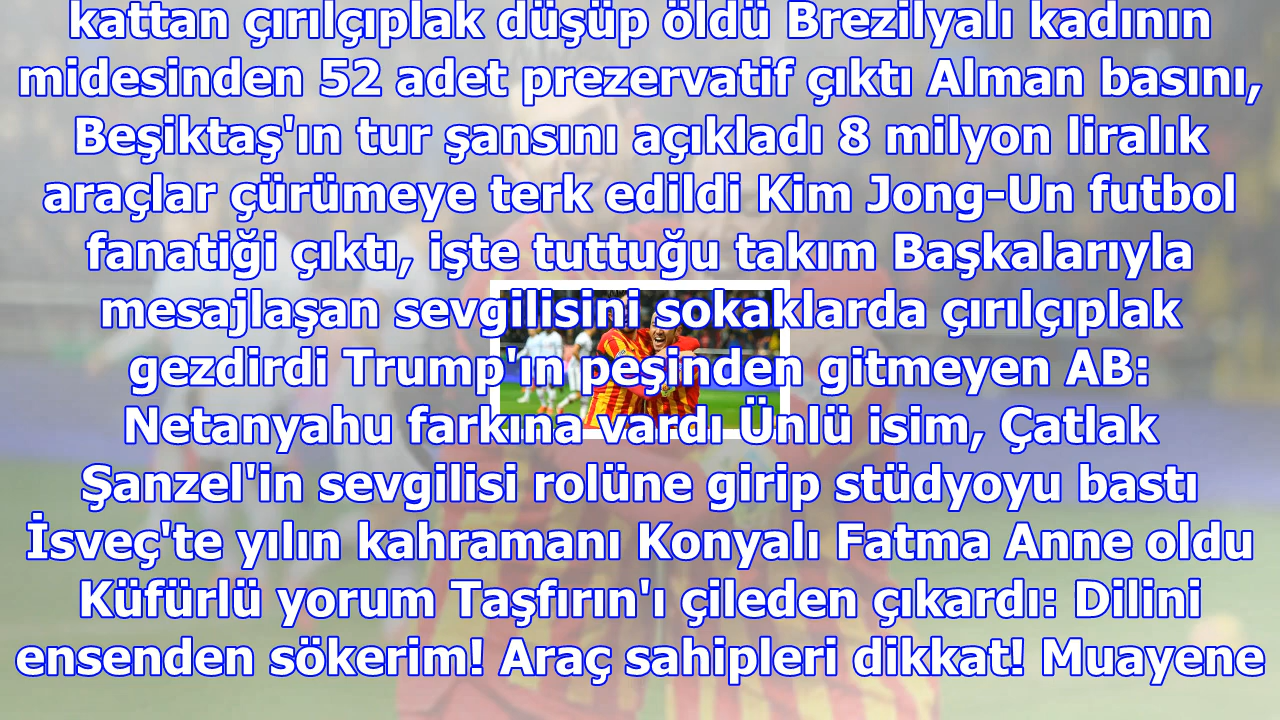 kattan çırılçıplak düşüp öldü Brezilyalı kadının
midesinden 52 adet prezervatif çıktı Alman basını,
Beşiktaş'ın tur şansını açıkladı 8 milyon liralık
araçlar çürümeye terk edildi Kim Jong-Un futbol
fanatiği çıktı, işte tuttuğu takım Başkalarıyla
mesajlaşan sevgilisini sokaklarda çırılçıplak
gezdirdi Trump'ın peşinden gitmeyen AB:
Netanyahu farkına vardı Ünlü isim, Çatlak
Şanzel'in sevgilisi rolüne girip stüdyoyu bastı
İsveç'te yılın kahramanı Konyalı Fatma Anne oldu
Küfürlü yorum Taşfırın'ı çileden çıkardı: Dilini
ensenden sökerim! Araç sahipleri dikkat! Muayene